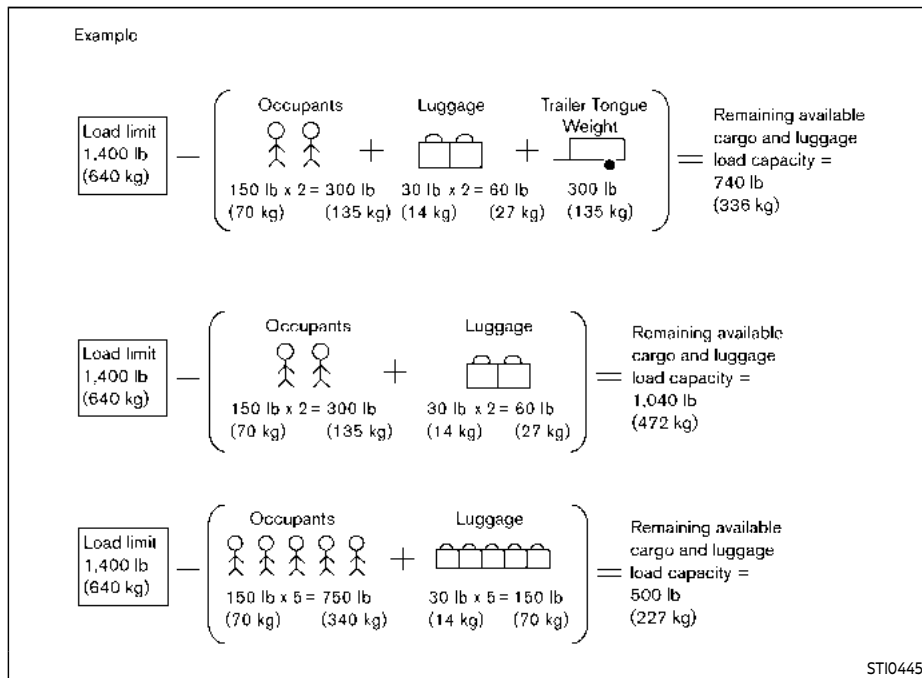 Example
Occupants Luggage Trailer Tongue
Weight
Load limit
1,400 lb
(640 kg)
150 lb x 2 = 300 lb 30 lb x 2 = 60 lb 300 lb
(70 kg) (135 kg) (14 kg) (27 kg) (135 kg)
Remaining available
cargo and luggage
load capacity =
740 lb
(336 kg)
Occupants Luggage
Load limit
1,400 lb
(640 kg)
150 lb x 2 = 300 lb 30 lb x 2 = 60 lb
(70 kg) (135 kg) (14 kg) (27 kg)
Remaining available
cargo and luggage
load capacity =
1,040 lb
(472 kg)
Occupants Luggage
Load limit
1,400 lb
(640 kg)
150 lb x 5 = 750 lb 30 lb x 5 = 150 lb
(70 kg) (340 kg) (14 kg) (70 kg)
Remaining available
cargo and luggage
load capacity =
500 lb
(227 kg)
STI0445